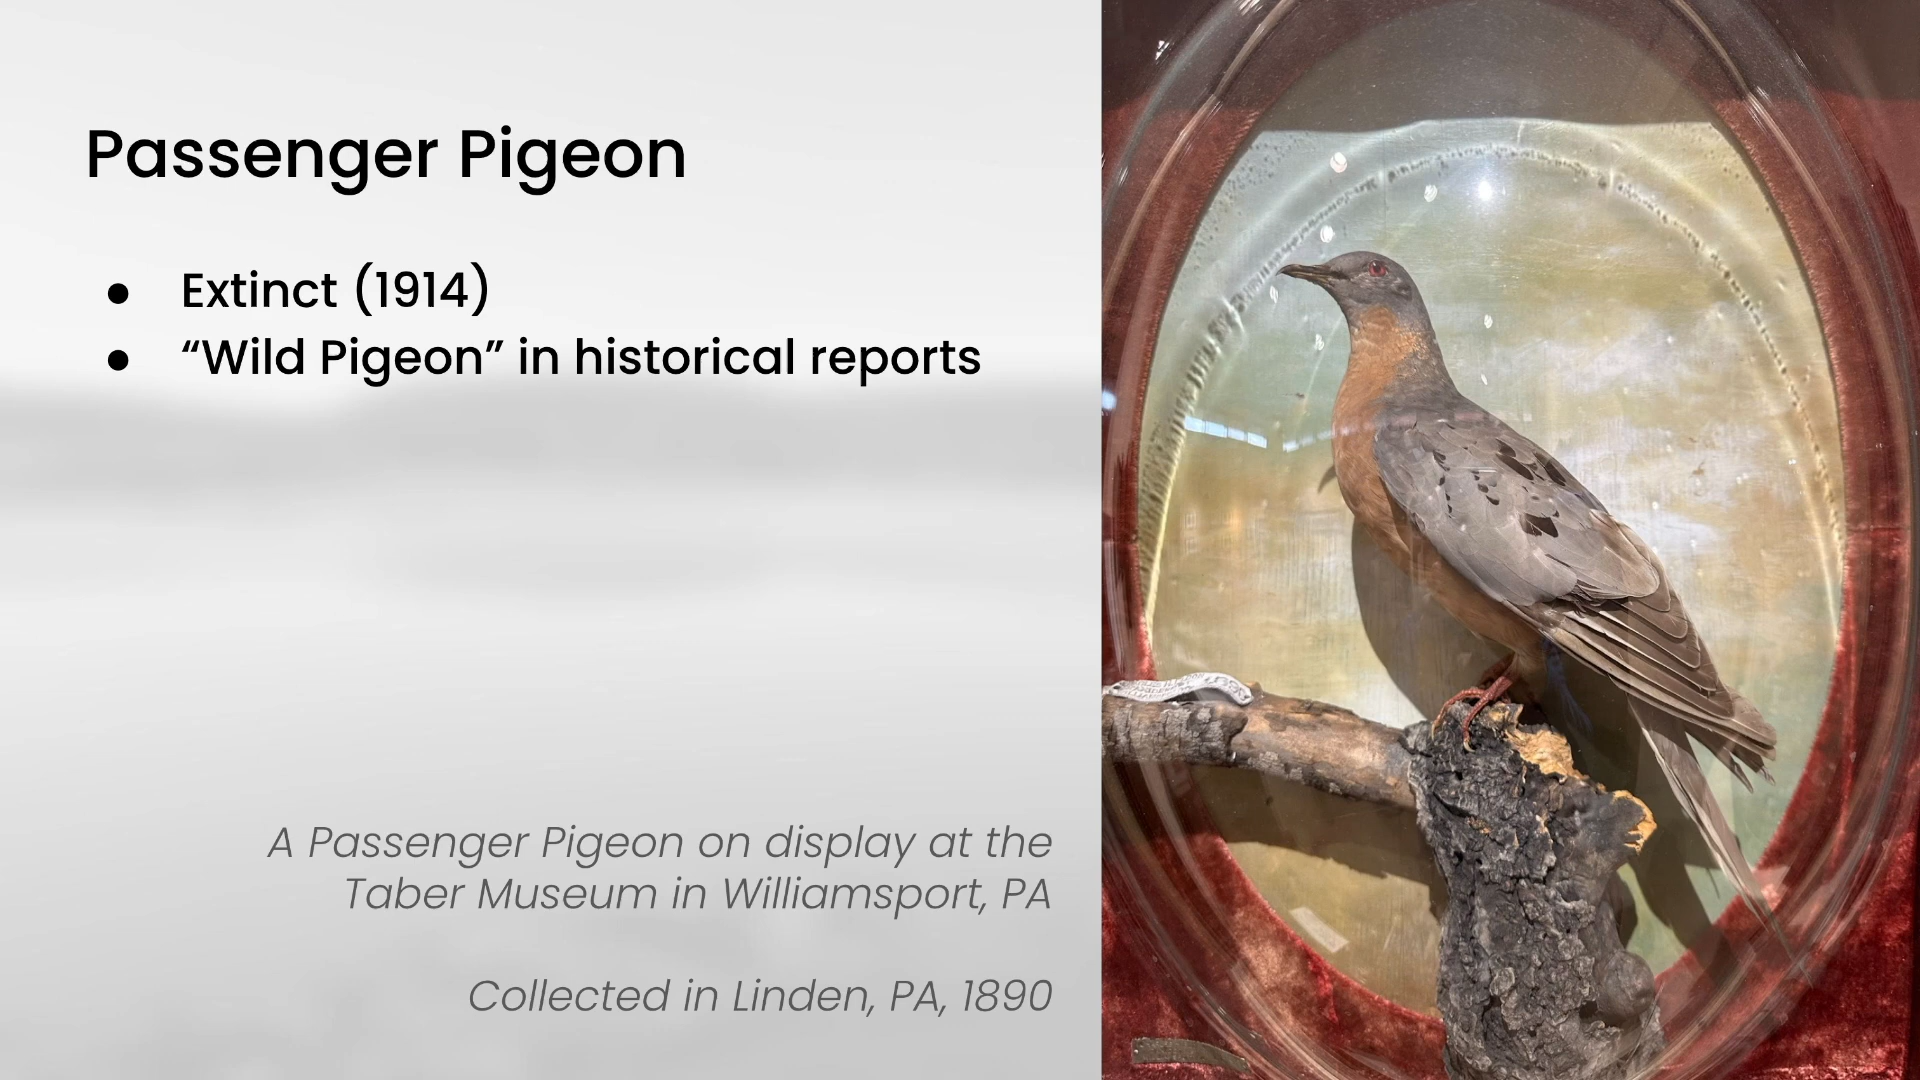 Passenger Pigeon
● Extinct (1914)
● “Wild Pigeon” in historical reports
A Passenger Pigeon on display at the
Taber Museum in Williamsport, PA
Collected in Linden, PA, 1890